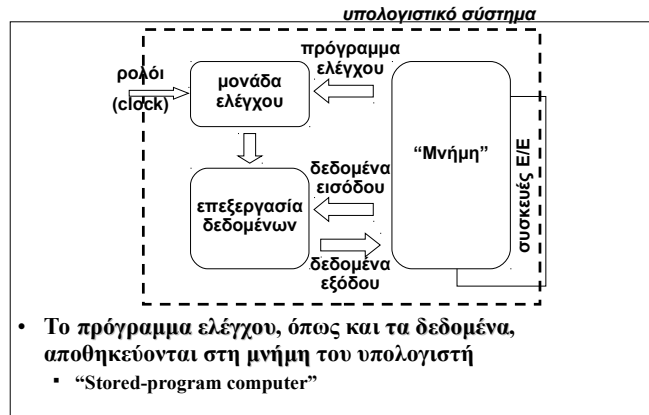 υπολογιστικό σύστημα
πρόγραμμα
ελέγχου
ρολόι
(clock)
μονάδα
ελέγχου
“Μνήμη”
συσκευές Ε/Ε
δεδομένα
εισόδου
επεξεργασία
δεδομένων
δεδομένα
εξόδου
• Το πρόγραμμα ελέγχου, όπως και τα δεδομένα,
αποθηκεύονται στη μνήμη του υπολογιστή
▪ “Stored-program computer”